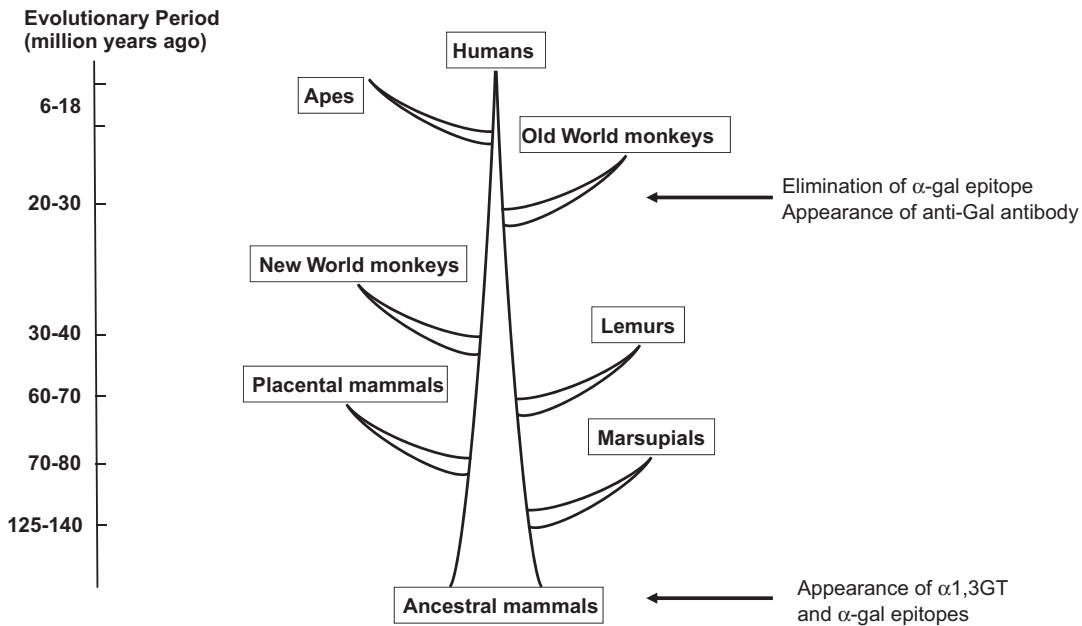 Evolutionary Period
(million years ago)
Humans
Apes
6-18
Old World monkeys
Elimination of α-gal epitope
Appearance of anti-Gal antibody
20-30
New World monkeys
Lemurs
30-40
Placental mammals
60-70
Marsupials
70-80
125-140
Appearance of α1,3GT
and α-gal epitopes
Ancestral mammals